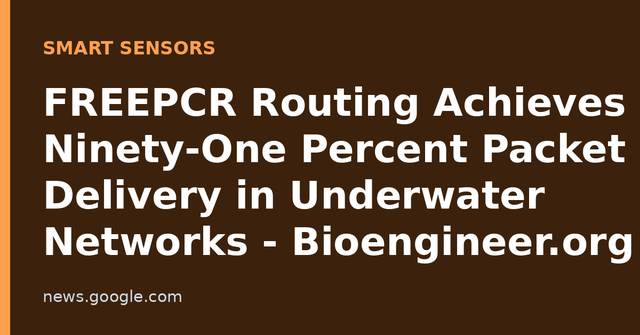 SMART SENSORS
FREEPCR Routing Achieves
Ninety-One Percent Packet
Delivery in Underwater
Networks - Bioengineer.org
news.google.com